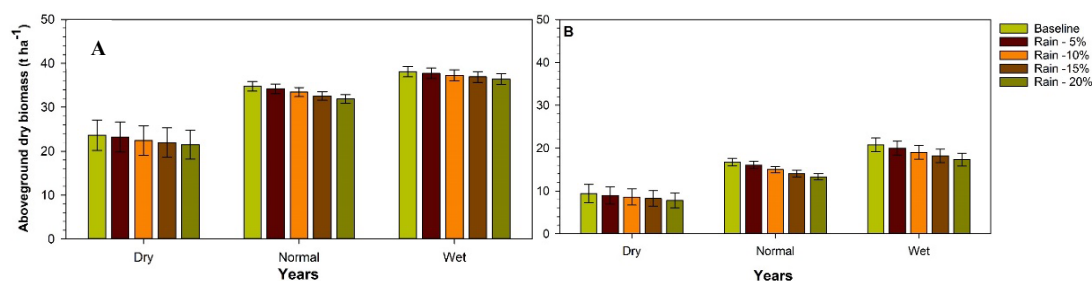 Aboveground dry biomass (t ha-1)
50
40
30
20
10
0
A
Dry
Normal
Wet
Years
50
40
30
20
10
0
B
Dry
Normal
Wet
Years
Baseline
Rain - 5%
Rain -10%
Rain -15%
Rain - 20%